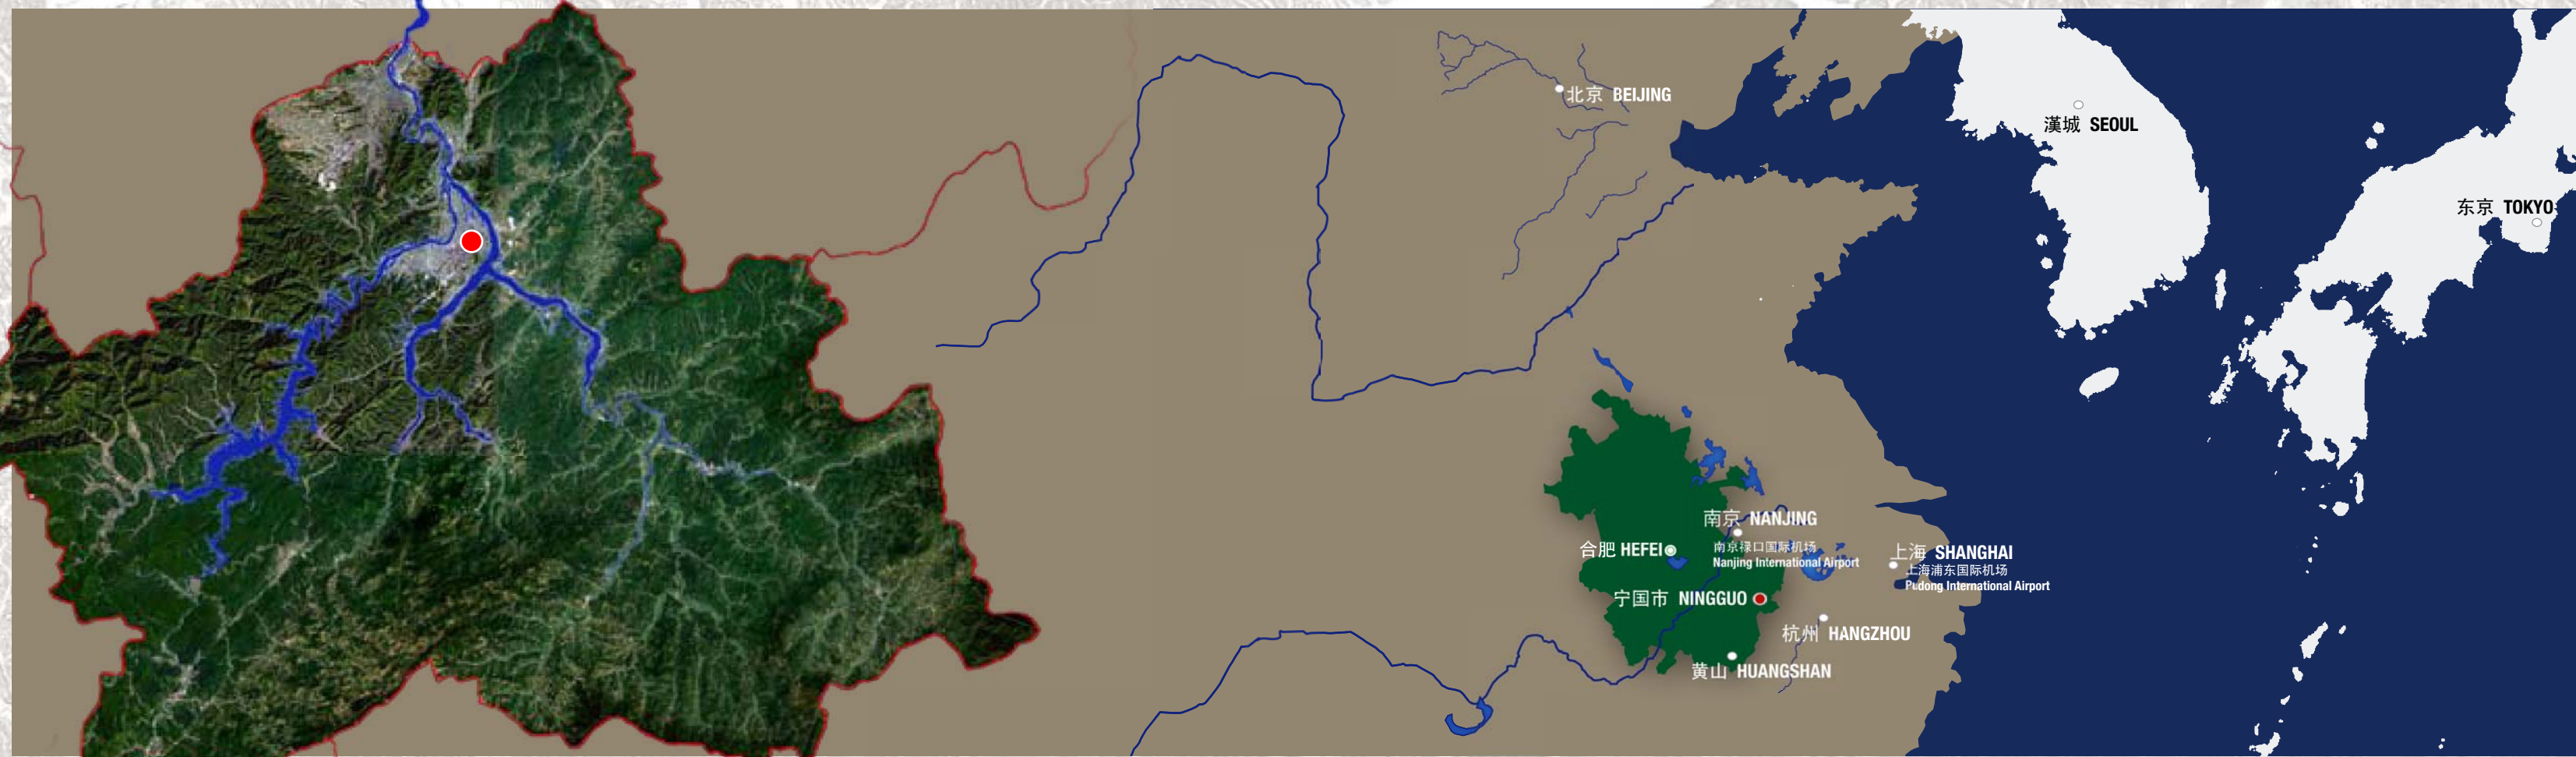 北京 BEIJING
漢城 SEOUL
东京 TOKYO
南京 NANJING
南京禄口国际机场
Nanjing International Airport
合肥 HEFEI
上海 SHANGHAI
上海浦东国际机场
Pudong International Airport
宁国市 NINGGUO
杭州 HANGZHOU
黄山 HUANGSHAN